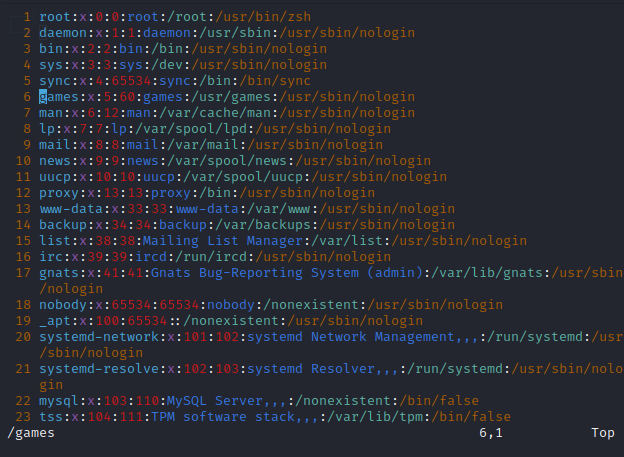 1 root:x:0:0:root:/root:/usr/bin/zsh
2 daemon:x:1:1:daemon:/usr/sbin:/usr/sbin/nologin
3 bin:x:2:2:bin:/bin:/usr/sbin/nologin
4 sys:x:3:3:sys:/dev:/usr/sbin/nologin
5 sync:x:4:65534:sync:/bin:/bin/sync
6 games:x:5:60:games:/usr/games:/usr/sbin/nologin
7 man:x:6:12:man:/var/cache/man:/usr/sbin/nologin
8 lp:x:7:7:lp:/var/spool/lpd:/usr/sbin/nologin
9 mail:x:8:8:mail:/var/mail:/usr/sbin/nologin
10 news:x:9:9:news:/var/spool/news:/usr/sbin/nologin
11 uucp:x:10:10:uucp:/var/spool/uucp:/usr/sbin/nologin
12 proxy:x:13:13:proxy:/bin:/usr/sbin/nologin
13 www-data:x:33:33:www-data:/var/www:/usr/sbin/nologin
14 backup:x:34:34:backup:/var/backups:/usr/sbin/nologin
15 list:x:38:38:Mailing List Manager:/var/list:/usr/sbin/nologin
16 irc:x:39:39:ircd:/run/ircd:/usr/sbin/nologin
17 gnats:x:41:41:Gnats Bug-Reporting System (admin):/var/lib/gnats:/usr/sbin
/nologin
18 nobody:x:65534:65534:nobody:/nonexistent:/usr/sbin/nologin
19 _apt:x:100:65534::/nonexistent:/usr/sbin/nologin
20 systemd-network:x:101:102:systemd Network Management,,,:/run/systemd:/usr
/sbin/nologin
21 systemd-resolve:x:102:103:systemd Resolver,,,:/run/systemd:/usr/sbin/nolo
gin
22 mysql:x:103:110:MySQL Server,,,:/nonexistent:/bin/false
23 tss:x:104:111:TPM software stack,,,:/var/lib/tpm:/bin/false
/games 6,1 Top